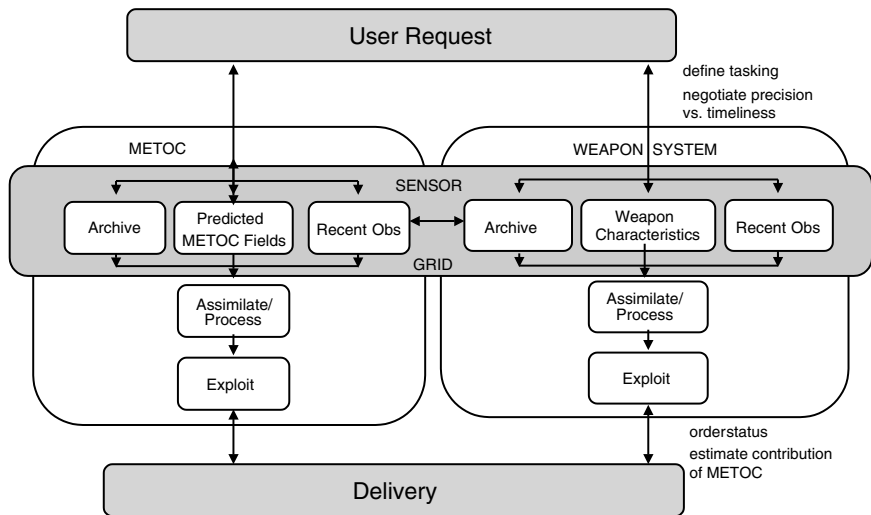 User Request
define tasking
negotiate precision
vs. timeliness
METOC
WEAPON SYSTEM
SENSOR
Archive
Predicted
METOC Fields
Recent Obs
Archive
Weapon
Characteristics
Recent Obs
GRID
Assimilate/
Process
Assimilate/
Process
Exploit
Exploit
orderstatus
estimate contribution
of METOC
Delivery